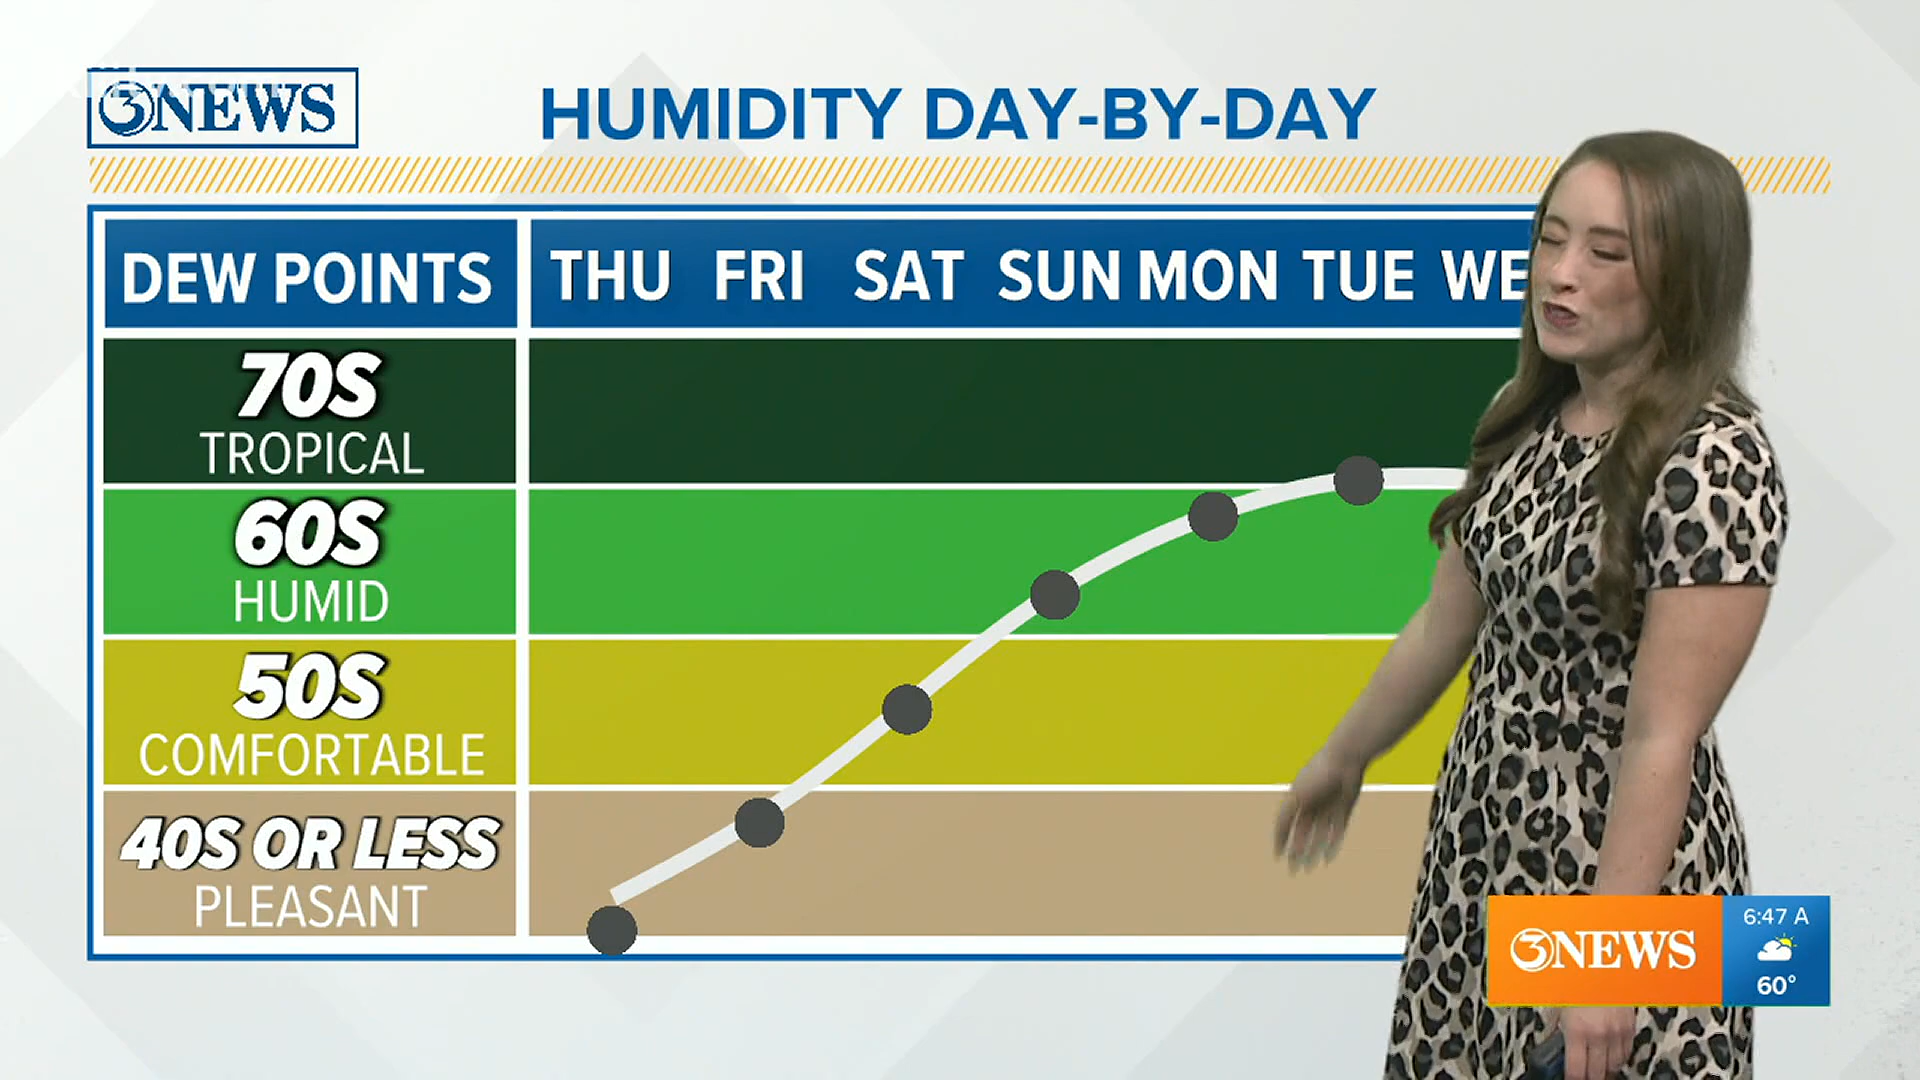 3NEWS
HUMIDITY DAY-BY-DAY
DEW POINTS
THU FRI SAT SUN MON TUE WE
70S
TROPICAL
60S
HUMID
50S
COMFORTABLE
40S OR LESS
PLEASANT
3NEWS
6:47 A
60°